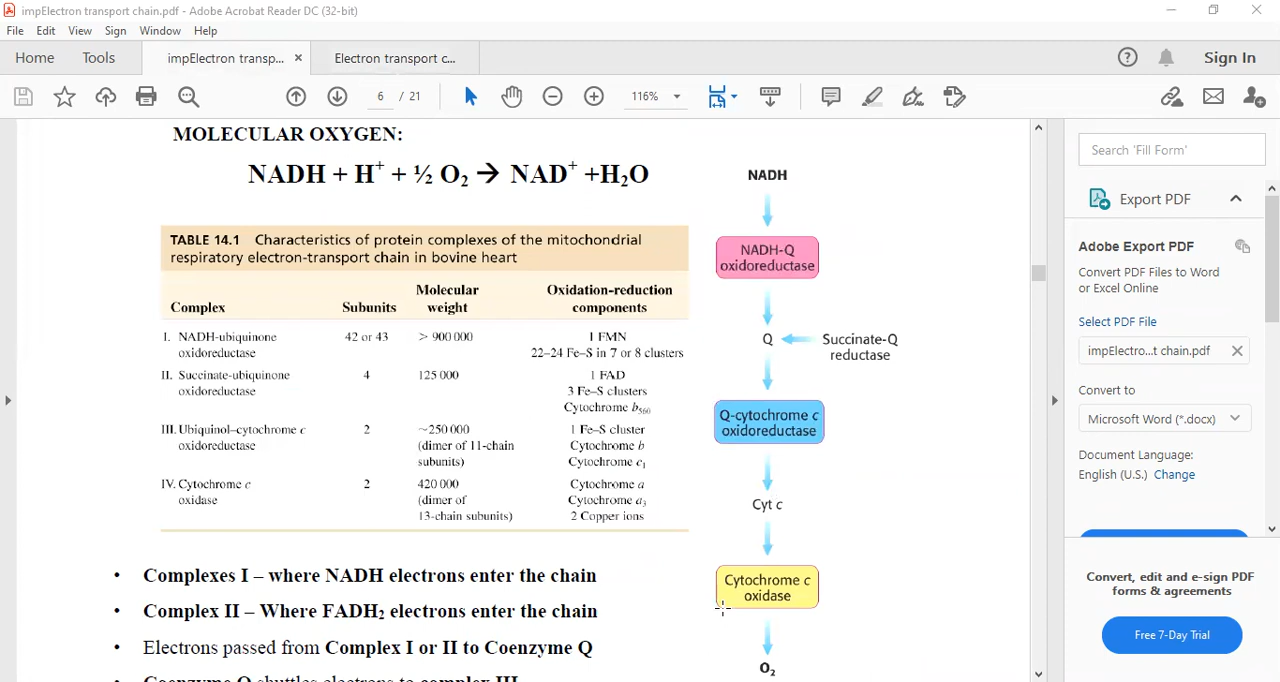 impElectron transport chain.pdf - Adobe Acrobat Reader DC (32-bit)
File Edit View Sign Window Help
Home Tools impElectron transp... × Electron transport c... Sign In
6 / 21 116%
MOLECULAR OXYGEN:
NADH + H⁺ + ½ O₂ → NAD⁺ +H₂O
TABLE 14.1 Characteristics of protein complexes of the mitochondrial
respiratory electron-transport chain in bovine heart
Complex Subunits Molecular weight Oxidation-reduction components
I. NADH-ubiquinone 42 or 43 > 900 000 1 FMN
oxidoreductase 22–24 Fe–S in 7 or 8 clusters
II. Succinate-ubiquinone 4 125 000 1 FAD
oxidoreductase 3 Fe–S clusters
Cytochrome b₅₆₀
III. Ubiquinol–cytochrome c 2 ~250 000 1 Fe–S cluster
oxidoreductase (dimer of 11-chain Cytochrome b
subunits) Cytochrome c₁
IV. Cytochrome c 2 420 000 Cytochrome a
oxidase (dimer of Cytochrome a₃
13-chain subunits) 2 Copper ions
• Complexes I – where NADH electrons enter the chain
• Complex II – Where FADH₂ electrons enter the chain
• Electrons passed from Complex I or II to Coenzyme Q
• Coenzyme Q shuttles electrons to complex III
NADH
NADH-Q
oxidoreductase
Q
Succinate-Q
reductase
Q-cytochrome c
oxidoreductase
Cyt c
Cytochrome c
oxidase
O₂
Search 'Fill Form'
Export PDF
Adobe Export PDF
Convert PDF Files to Word
or Excel Online
Select PDF File
impElectro...t chain.pdf
Convert to
Microsoft Word (*.docx)
Document Language:
English (U.S.) Change
Convert, edit and e-sign PDF
forms & agreements
Free 7-Day Trial